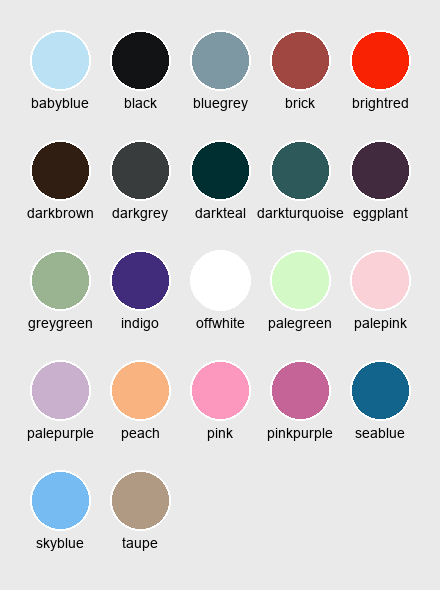 babyblue black bluegrey brick brightred
darkbrown darkgrey darkteal darkturquoise eggplant
greygreen indigo offwhite palegreen palepink
palepurple peach pink pinkpurple seablue
skyblue taupe